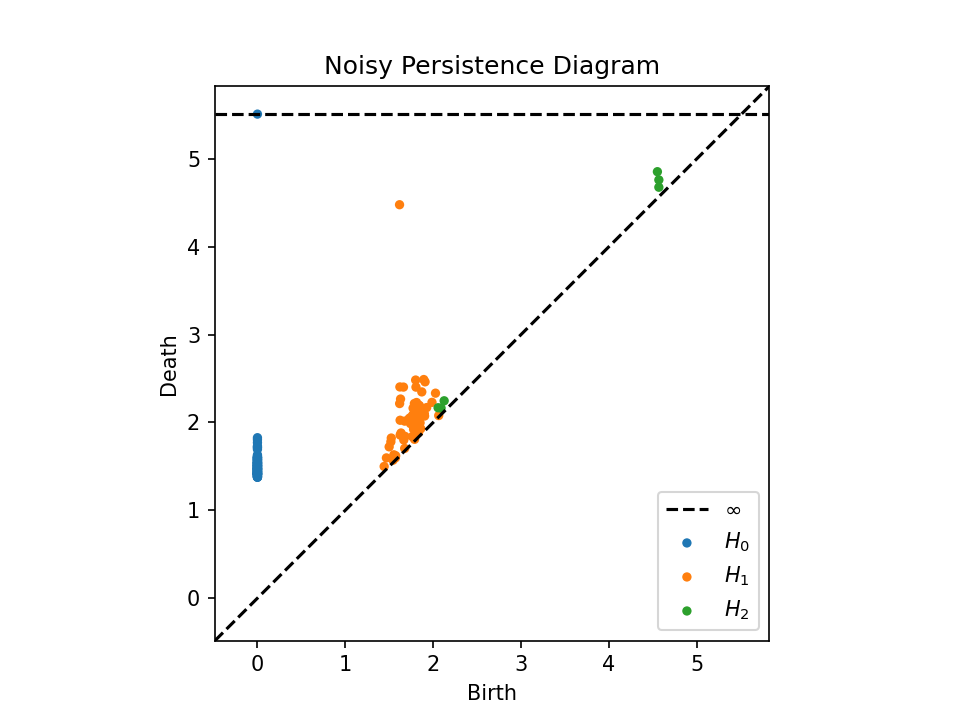 Noisy Persistence Diagram
Death
5
4
3
2
1
0
0 1 2 3 4 5
Birth
∞
H₀
H₁
H₂